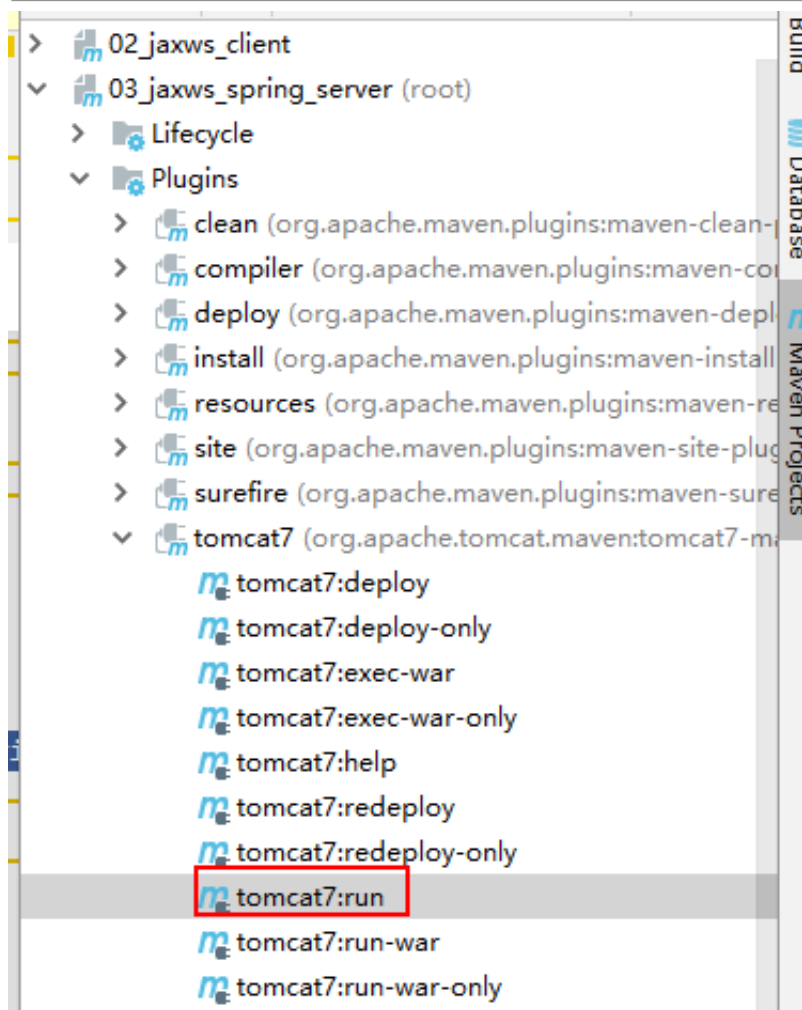 02_jaxws_client
03_jaxws_spring_server (root)
Lifecycle
Plugins
clean (org.apache.maven.plugins:maven-clean-
compiler (org.apache.maven.plugins:maven-co
deploy (org.apache.maven.plugins:maven-depl
install (org.apache.maven.plugins:maven-install
resources (org.apache.maven.plugins:maven-re
site (org.apache.maven.plugins:maven-site-plug
surefire (org.apache.maven.plugins:maven-sure
tomcat7 (org.apache.tomcat.maven:tomcat7-ma
tomcat7:deploy
tomcat7:deploy-only
tomcat7:exec-war
tomcat7:exec-war-only
tomcat7:help
tomcat7:redeploy
tomcat7:redeploy-only
tomcat7:run
tomcat7:run-war
tomcat7:run-war-only
Build
Database
Maven Projects